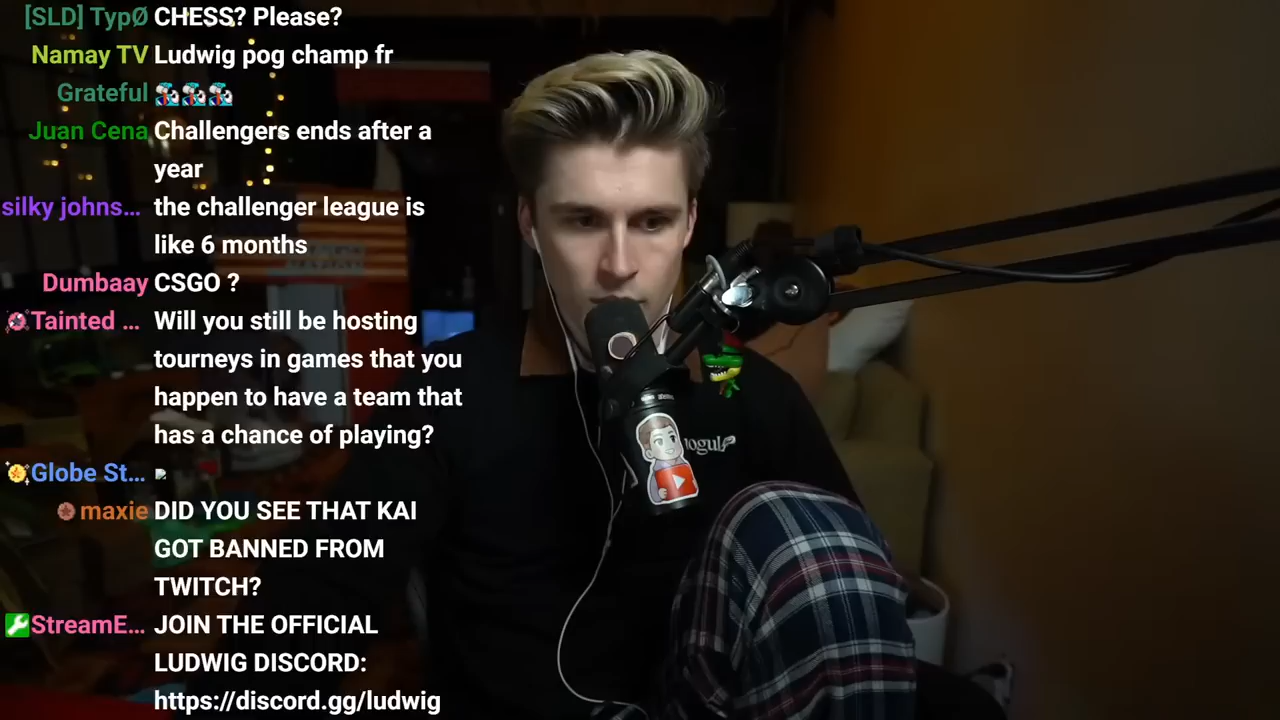 [SLD] TypØ CHESS? Please?
Namay TV Ludwig pog champ fr
Grateful
Juan Cena Challengers ends after a
year
silky johns... the challenger league is
like 6 months
Dumbaay CSGO ?
Tainted ... Will you still be hosting
tourneys in games that you
happen to have a team that
has a chance of playing?
Globe St...
maxie DID YOU SEE THAT KAI
GOT BANNED FROM
TWITCH?
StreamE... JOIN THE OFFICIAL
LUDWIG DISCORD:
https://discord.gg/ludwig